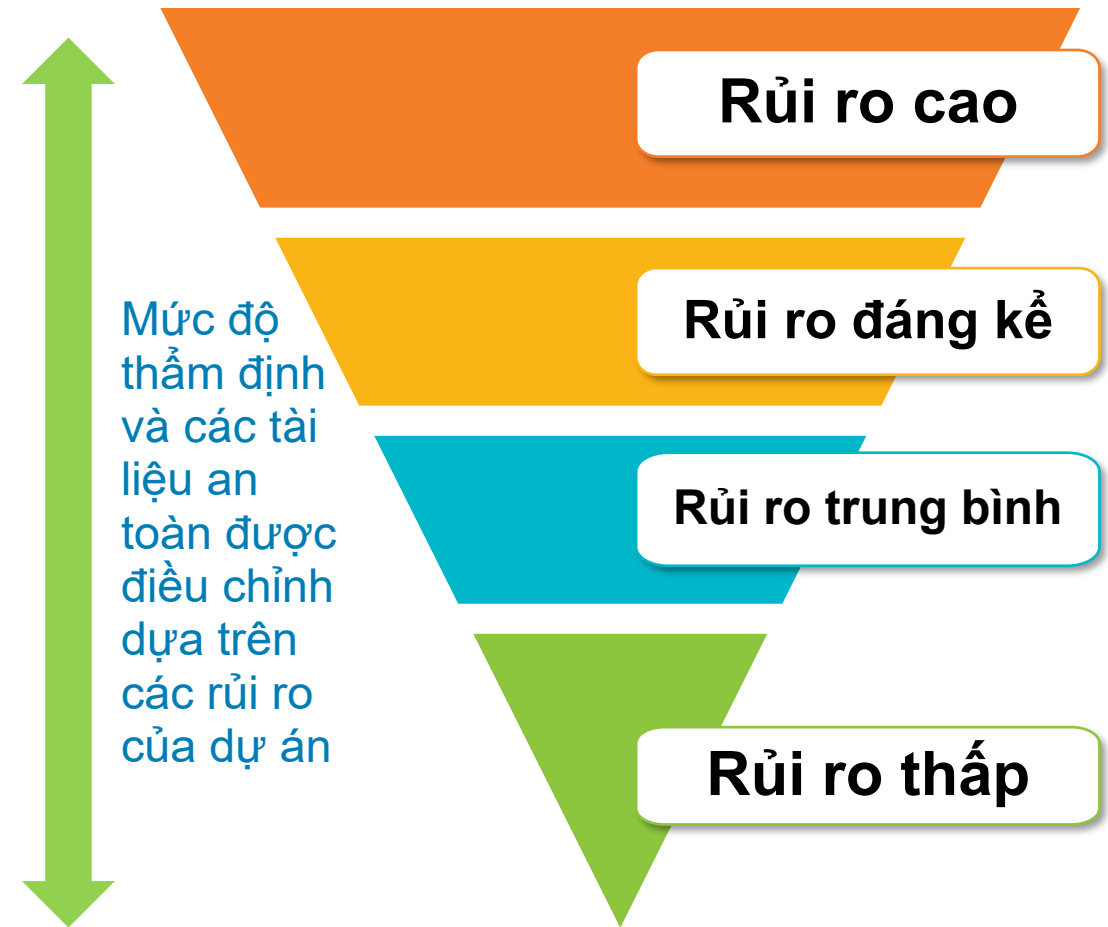 Rủi ro cao
Rủi ro đáng kể
Mức độ
thẩm định
và các tài
liệu an
toàn được
điều chỉnh
dựa trên
các rủi ro
của dự án
Rủi ro trung bình
Rủi ro thấp